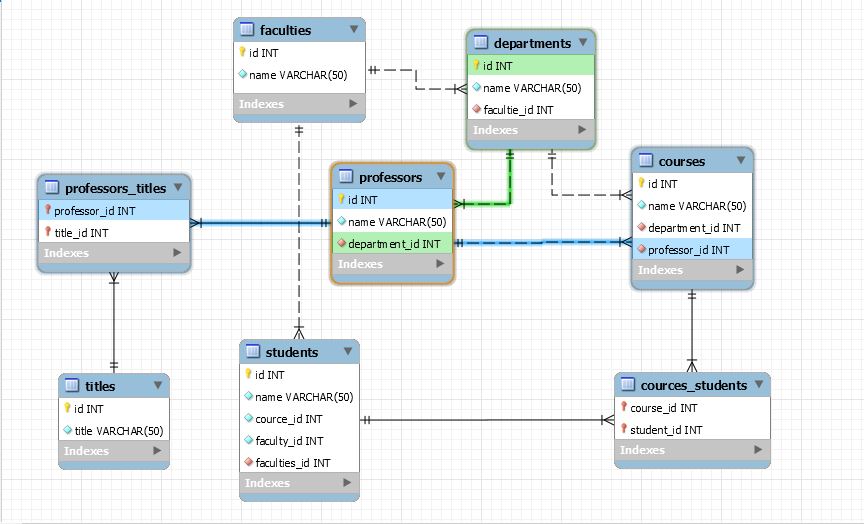 faculties
id INT
name VARCHAR(50)
Indexes
departments
id INT
name VARCHAR(50)
facultie_id INT
Indexes
professors_titles
professor_id INT
title_id INT
Indexes
professors
id INT
name VARCHAR(50)
department_id INT
Indexes
courses
id INT
name VARCHAR(50)
department_id INT
professor_id INT
Indexes
titles
id INT
title VARCHAR(50)
Indexes
students
id INT
name VARCHAR(50)
cource_id INT
faculty_id INT
faculties_id INT
Indexes
cources_students
course_id INT
student_id INT
Indexes